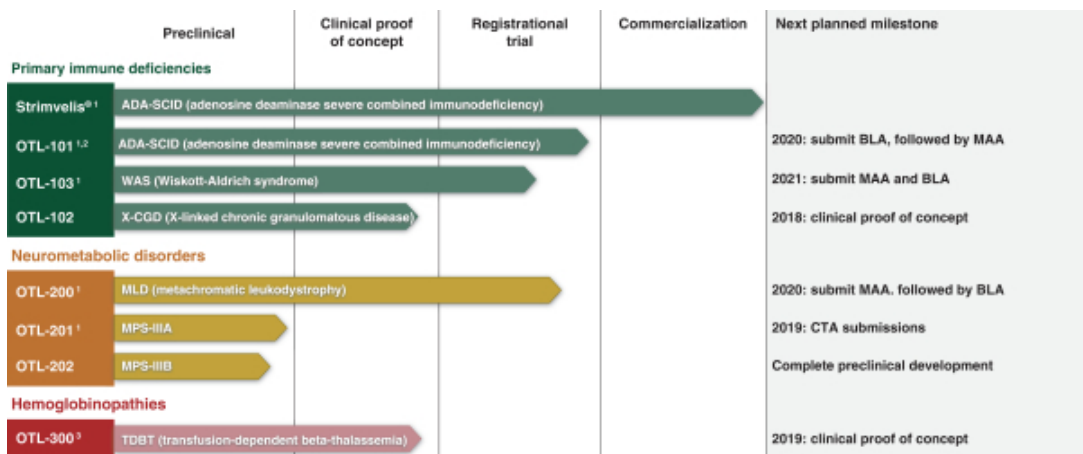 Preclinical
Clinical proof
of concept
Registrational
trial
Commercialization
Next planned milestone
Primary immune deficiencies
Strimvelis® 1 ADA-SCID (adenosine deaminase severe combined immunodeficiency)
OTL-101 1,2 ADA-SCID (adenosine deaminase severe combined immunodeficiency) 2020: submit BLA, followed by MAA
OTL-103 1 WAS (Wiskott-Aldrich syndrome) 2021: submit MAA and BLA
OTL-102 X-CGD (X-linked chronic granulomatous disease) 2018: clinical proof of concept
Neurometabolic disorders
OTL-200 1 MLD (metachromatic leukodystrophy) 2020: submit MAA. followed by BLA
OTL-201 1 MPS-IIIA 2019: CTA submissions
OTL-202 MPS-IIIB Complete preclinical development
Hemoglobinopathies
OTL-300 3 TDBT (transfusion-dependent beta-thalassemia) 2019: clinical proof of concept